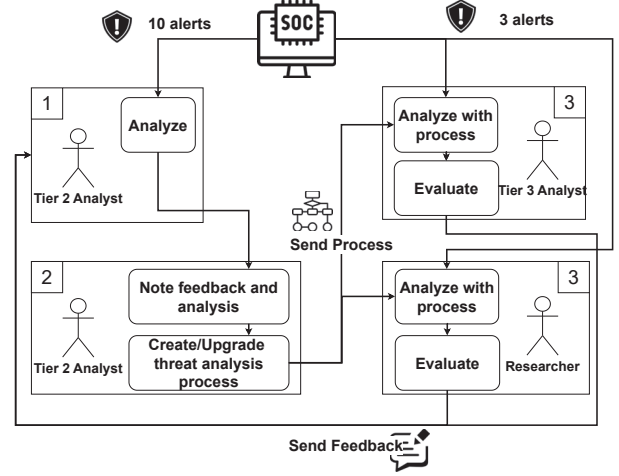 10 alerts
SOC
3 alerts
1
Analyze
Tier 2 Analyst
3
Analyze with
process
Evaluate
Tier 3 Analyst
Send Process
2
Note feedback and
analysis
Tier 2 Analyst
Create/Upgrade
threat analysis
process
3
Analyze with
process
Evaluate
Researcher
Send Feedback